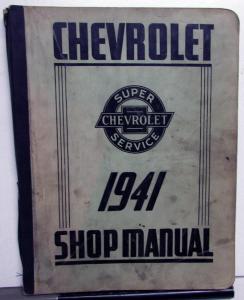 CHEVROLET
SUPER
CHEVROLET
SERVICE
1941
SHOP MANUAL